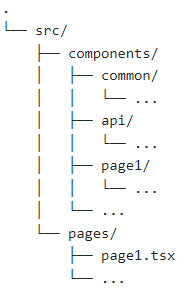 .
└── src/
    ├── components/
    │   ├── common/
    │   │   └── ...
    │   ├── api/
    │   │   └── ...
    │   ├── page1/
    │   │   └── ...
    │   └── ...
    └── pages/
        ├── page1.tsx
        └── ...